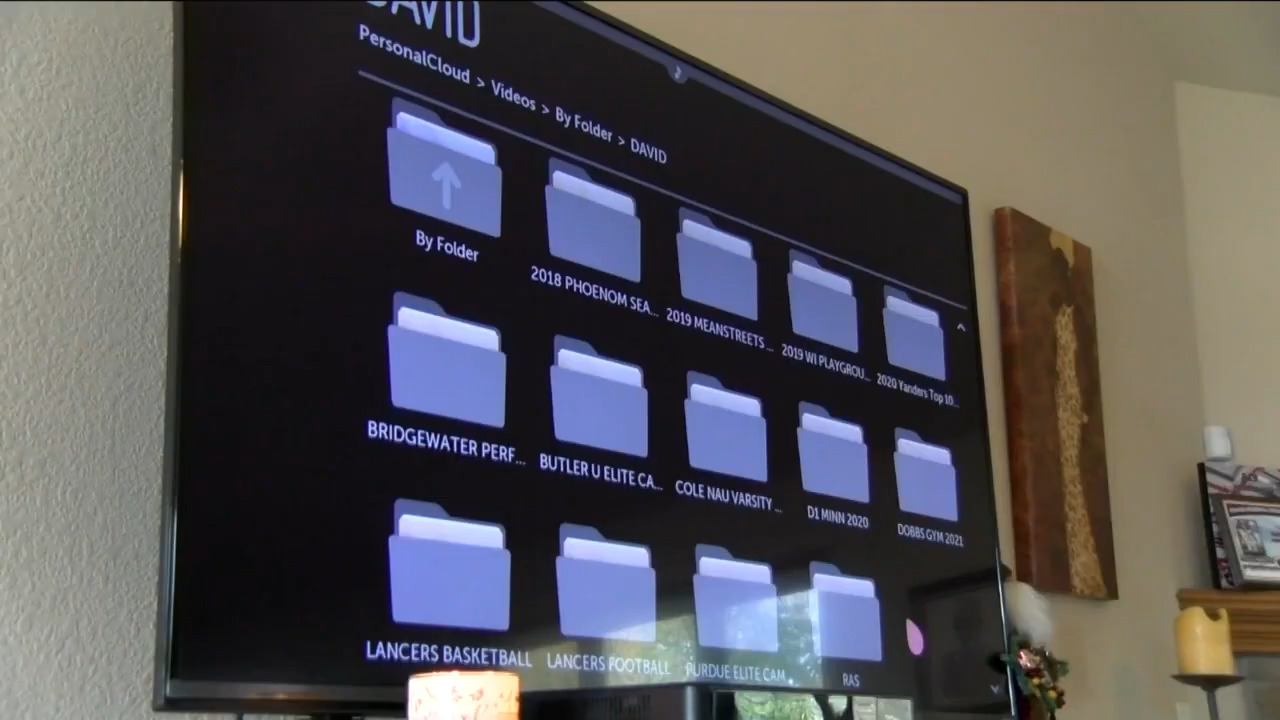 DAVID
PersonalCloud > Videos > By Folder > DAVID
By Folder
2018 PHOENOM SEA...
2019 MEANSTREETS ...
2019 WI PLAYGROU...
2020 Yanders Top 10...
BRIDGEWATER PERF...
BUTLER U ELITE CA...
COLE NAU VARSITY ...
D1 MINN 2020
DOBBS GYM 2021
LANCERS BASKETBALL
LANCERS FOOTBALL
PURDUE ELITE CAM...
RAS